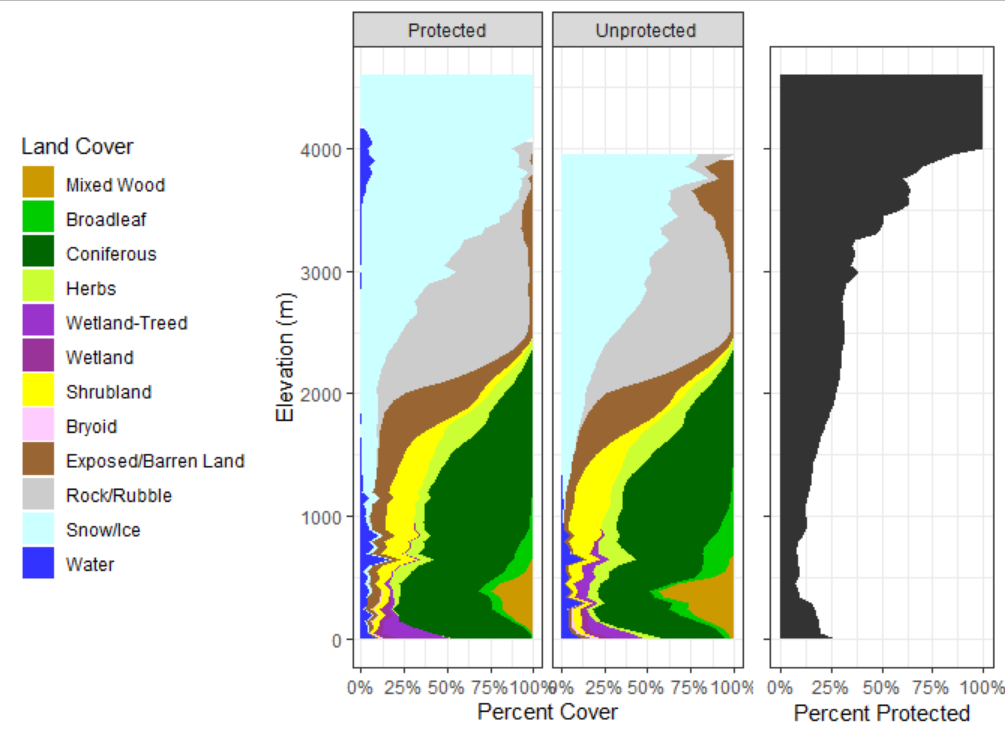 Protected
Unprotected
Land Cover
Mixed Wood
Broadleaf
Coniferous
Herbs
Wetland-Treed
Wetland
Shrubland
Bryoid
Exposed/Barren Land
Rock/Rubble
Snow/Ice
Water
Elevation (m)
4000
3000
2000
1000
0
0% 25% 50% 75% 100% 0% 25% 50% 75% 100%
0% 25% 50% 75% 100%
Percent Cover
Percent Protected